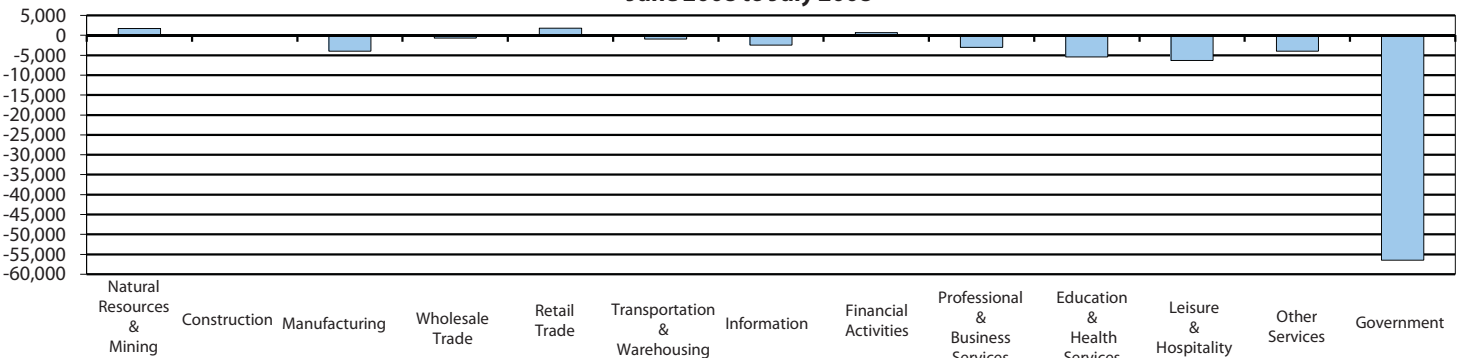 5,000
0
-5,000
-10,000
-15,000
-20,000
-25,000
-30,000
-35,000
-40,000
-45,000
-50,000
-55,000
-60,000
Natural
Resources
&
Mining
Construction
Manufacturing
Wholesale
Trade
Retail
Trade
Transportation
&
Warehousing
Information
Financial
Activities
Professional
&
Business
Services
Education
&
Health
Services
Leisure
&
Hospitality
Other
Services
Government